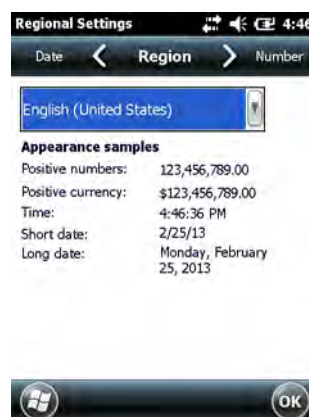 Regional Settings 4:46
Date Region Number
English (United States)
Appearance samples
Positive numbers: 123,456,789.00
Positive currency: $123,456,789.00
Time: 4:46:36 PM
Short date: 2/25/13
Long date: Monday, February
25, 2013
OK